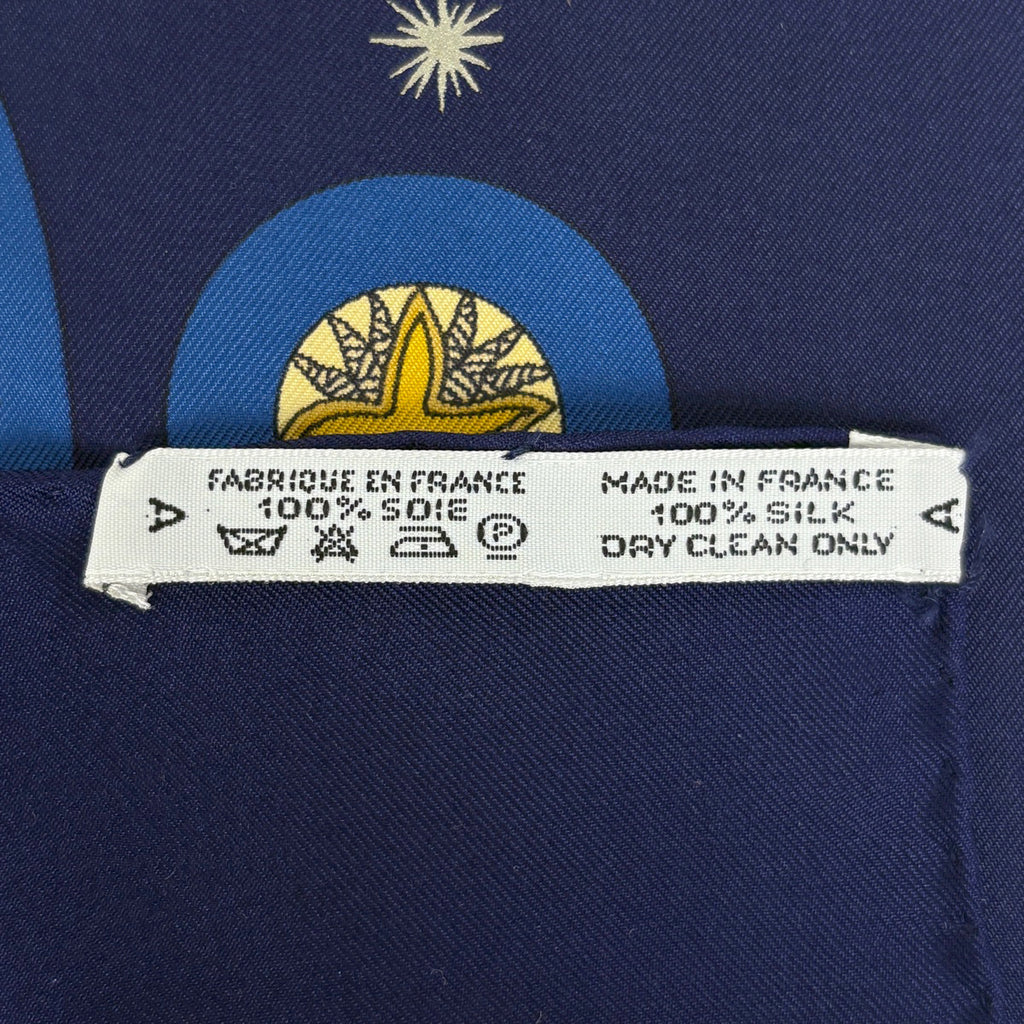 A
FABRIQUE EN FRANCE
100% SOIE
P
MADE IN FRANCE
100% SILK
DRY CLEAN ONLY
A